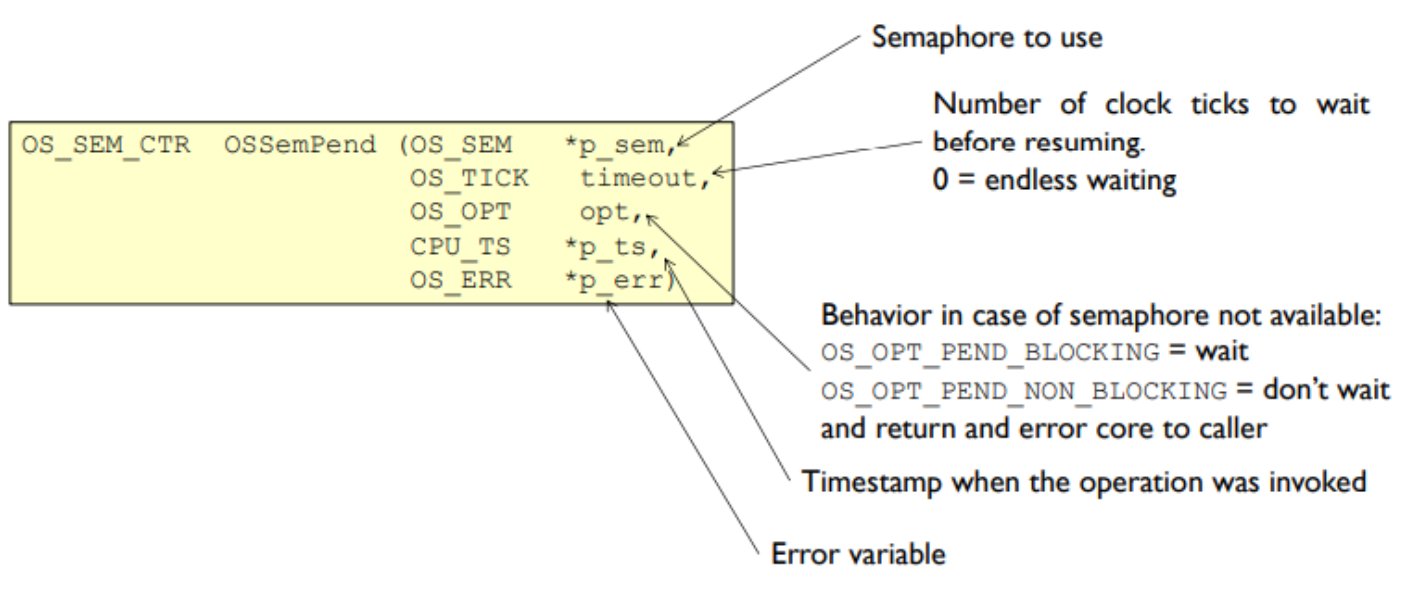 Semaphore to use
Number of clock ticks to wait
before resuming.
0 = endless waiting
OS_SEM_CTR OSSemPend (OS_SEM *p_sem,
OS_TICK timeout,
OS_OPT opt,
CPU_TS *p_ts,
OS_ERR *p_err)
Behavior in case of semaphore not available:
OS_OPT_PEND_BLOCKING = wait
OS_OPT_PEND_NON_BLOCKING = don't wait
and return and error core to caller
Timestamp when the operation was invoked
Error variable